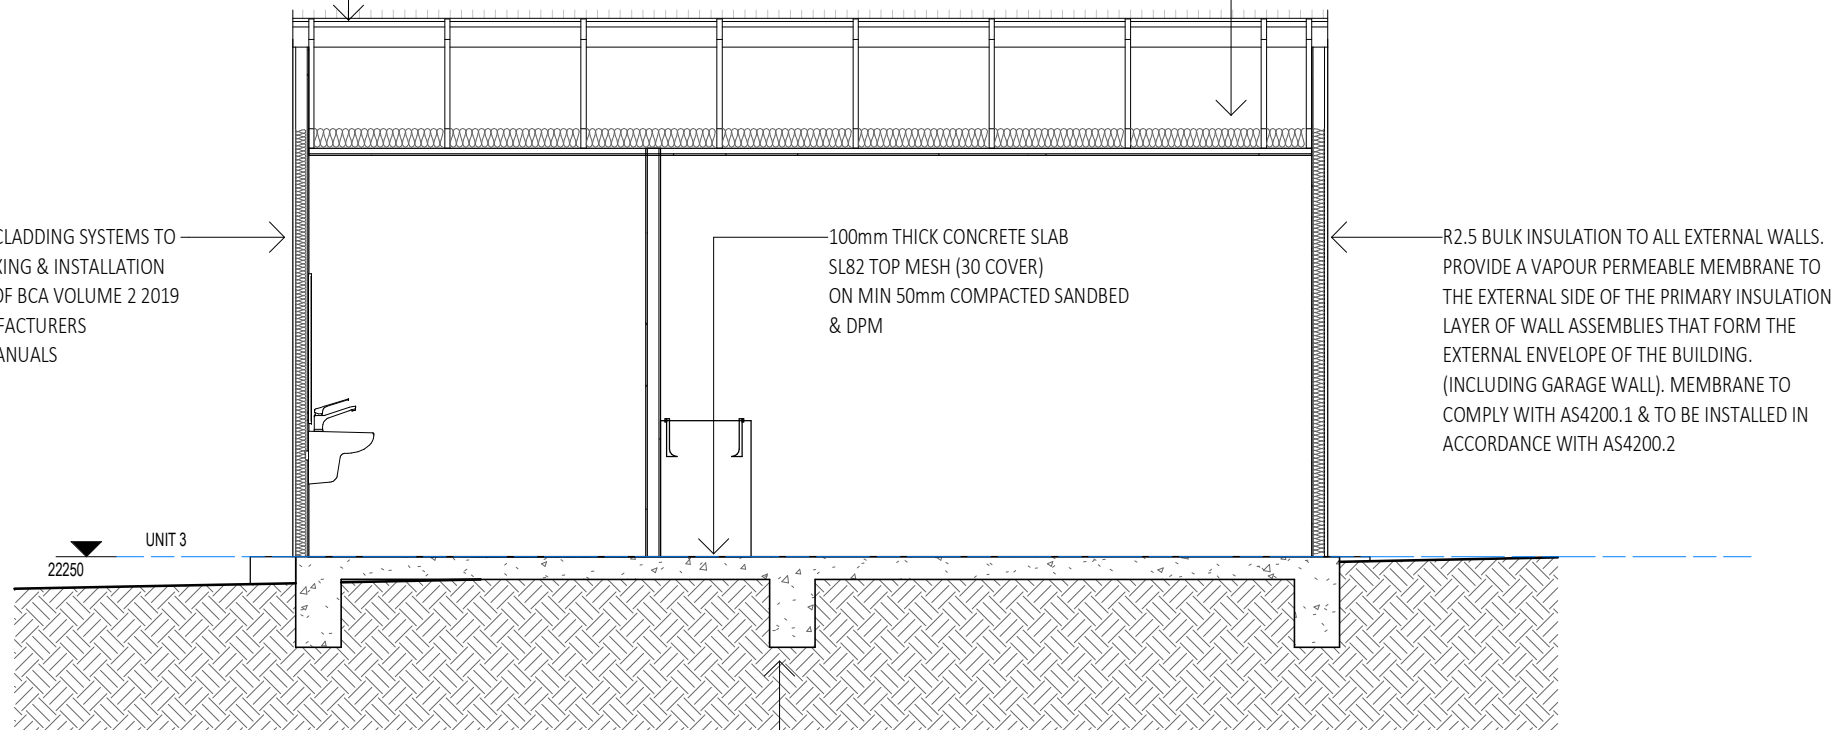 CLADDING SYSTEMS TO
& INSTALLATION
OF BCA VOLUME 2 2019
100mm THICK CONCRETE SLAB
SL82 TOP MESH (30 COVER)
ON MIN 50mm COMPACTED SANDBED
& DPM
R2.5 BULK INSULATION TO ALL EXTERNAL WALLS.
PROVIDE A VAPOUR PERMEABLE MEMBRANE TO
THE EXTERNAL SIDE OF THE PRIMARY INSULATION
LAYER OF WALL ASSEMBLIES THAT FORM THE
EXTERNAL ENVELOPE OF THE BUILDING.
(INCLUDING GARAGE WALL). MEMBRANE TO
COMPLY WITH AS4200.1 & TO BE INSTALLED IN
ACCORDANCE WITH AS4200.2
UNIT 3
22250